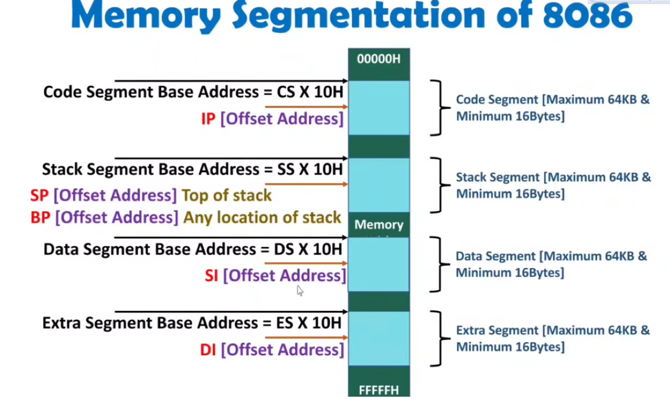 Memory Segmentation of 8086
00000H
Code Segment Base Address = CS X 10H
IP [Offset Address]
Code Segment [Maximum 64KB &
Minimum 16Bytes]
Stack Segment Base Address = SS X 10H
SP [Offset Address] Top of stack
BP [Offset Address] Any location of stack
Stack Segment [Maximum 64KB &
Minimum 16Bytes]
Memory
Data Segment Base Address = DS X 10H
SI [Offset Address]
Data Segment [Maximum 64KB &
Minimum 16Bytes]
Extra Segment Base Address = ES X 10H
DI [Offset Address]
Extra Segment [Maximum 64KB &
Minimum 16Bytes]
FFFFFH